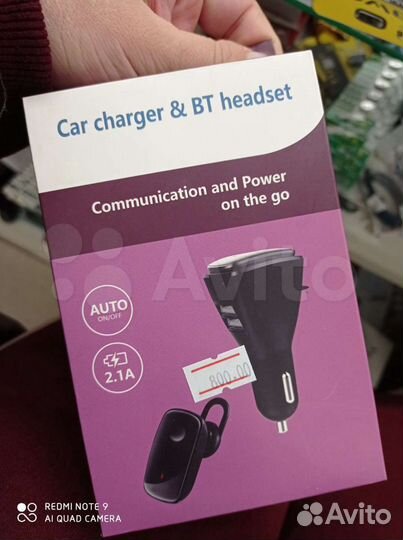 Car charger & BT headset
Communication and Power
on the go
AUTO
ON/OFF
2.1A
800.00
Avito
REDMI NOTE 9
AI QUAD CAMERA
Avito